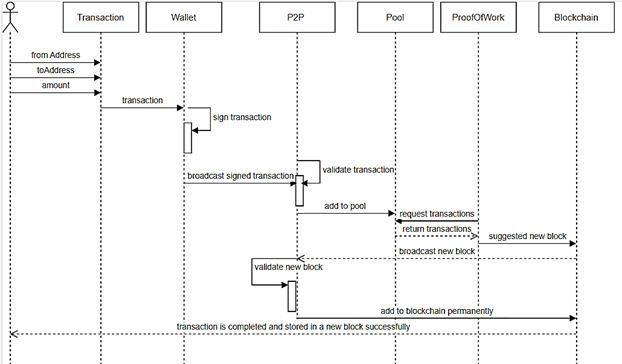 Transaction Wallet P2P Pool ProofOfWork Blockchain
from Address
toAddress
amount
transaction
sign transaction
validate transaction
broadcast signed transaction
add to pool
request transactions
return transactions
suggested new block
broadcast new block
validate new block
add to blockchain permanently
transaction is completed and stored in a new block successfully